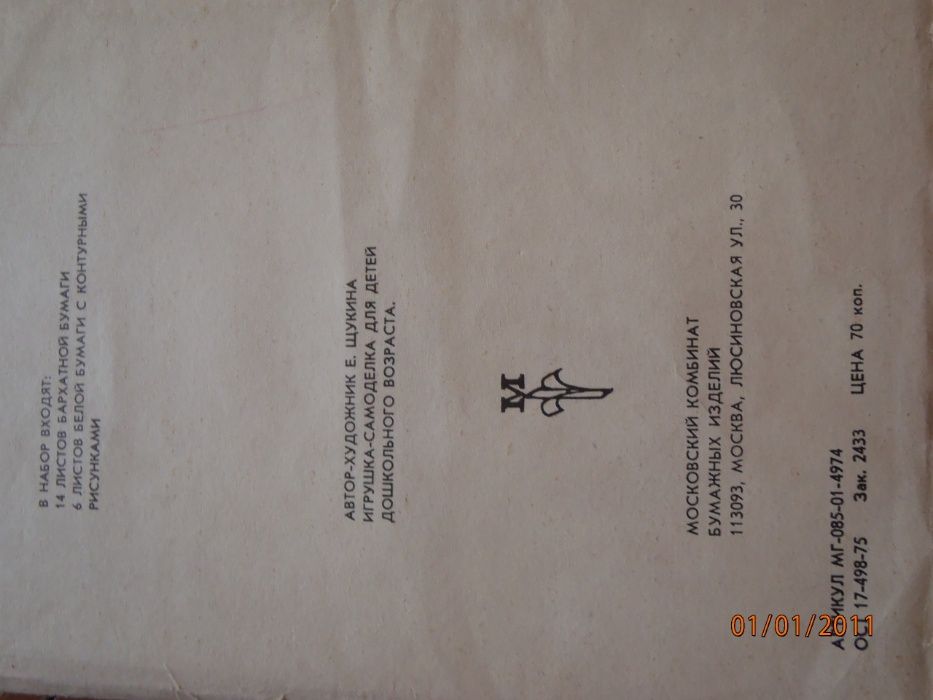 В НАБОР ВХОДЯТ:
14 ЛИСТОВ БАРХАТНОЙ БУМАГИ
6 ЛИСТОВ БЕЛОЙ БУМАГИ С КОНТУРНЫМИ
РИСУНКАМИ
АВТОР-ХУДОЖНИК Е. ЩУКИНА
ИГРУШКА-САМОДЕЛКА ДЛЯ ДЕТЕЙ
ДОШКОЛЬНОГО ВОЗРАСТА.
М
МОСКОВСКИЙ КОМБИНАТ
БУМАЖНЫХ ИЗДЕЛИЙ
113093, МОСКВА, ЛЮСИНОВСКАЯ УЛ., 30
АРТИКУЛ МГ-085-01-4974
ОСТ 17-498-75 Зак. 2433 ЦЕНА 70 коп.
01/01/2011